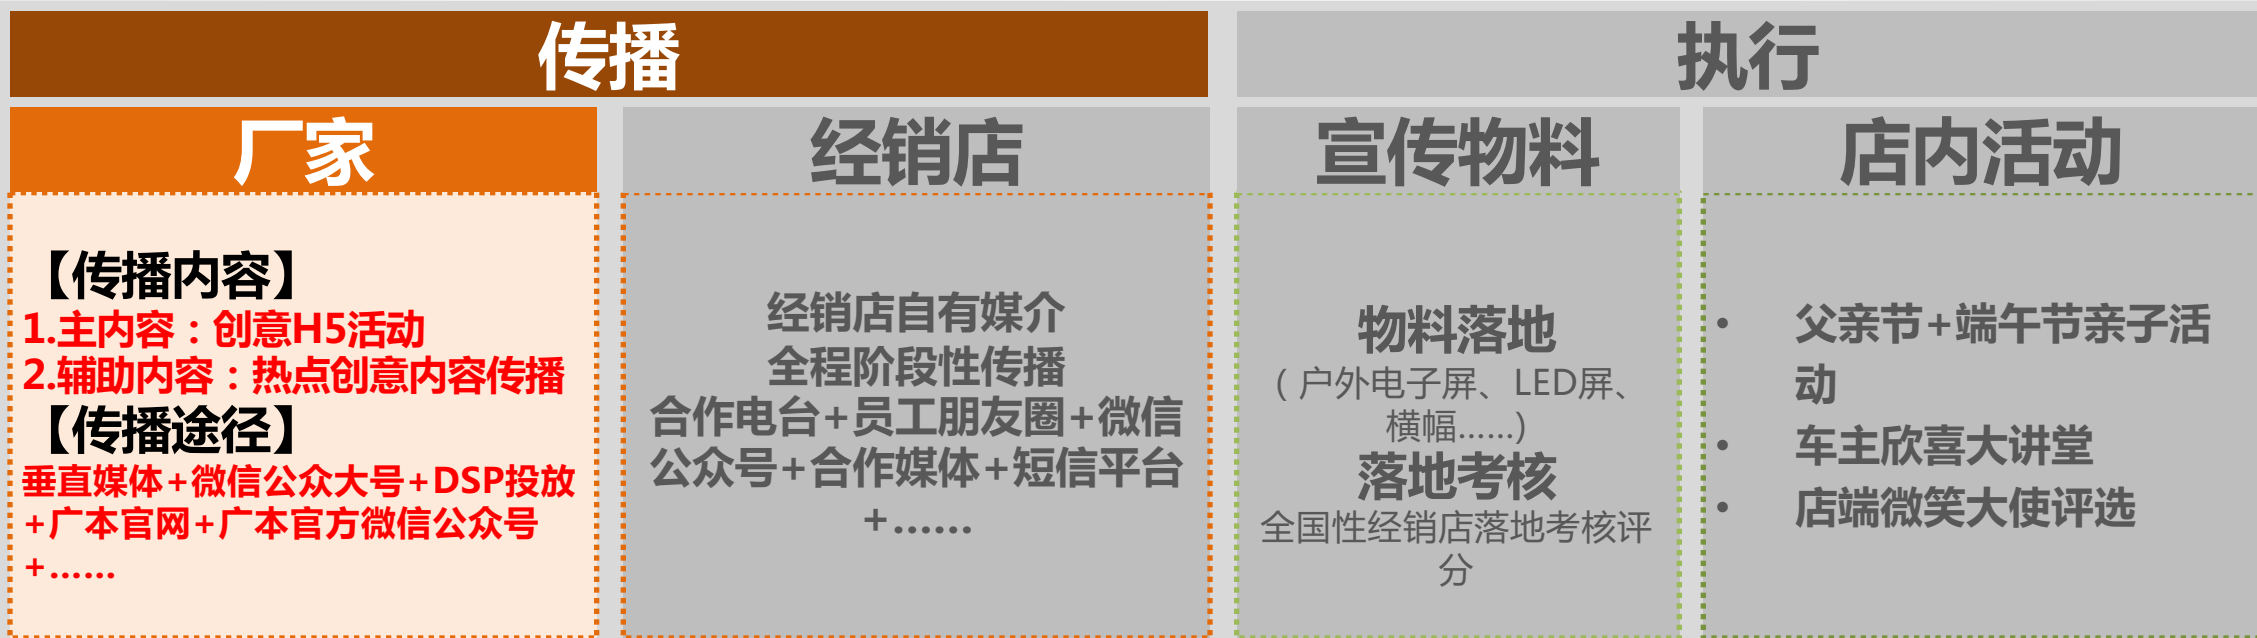 传播
执行
厂家
经销店
宣传物料
店内活动
【传播内容】
1.主内容：创意H5活动
2.辅助内容：热点创意内容传播
【传播途径】
垂直媒体+微信公众大号+DSP投放
+广本官网+广本官方微信公众号
+……
经销店自有媒介
全程阶段性传播
合作电台+员工朋友圈+微信
公众号+合作媒体+短信平台
+……
物料落地
（户外电子屏、LED屏、
横幅……)
落地考核
全国性经销店落地考核评
分
• 父亲节+端午节亲子活
动
• 车主欣喜大讲堂
• 店端微笑大使评选